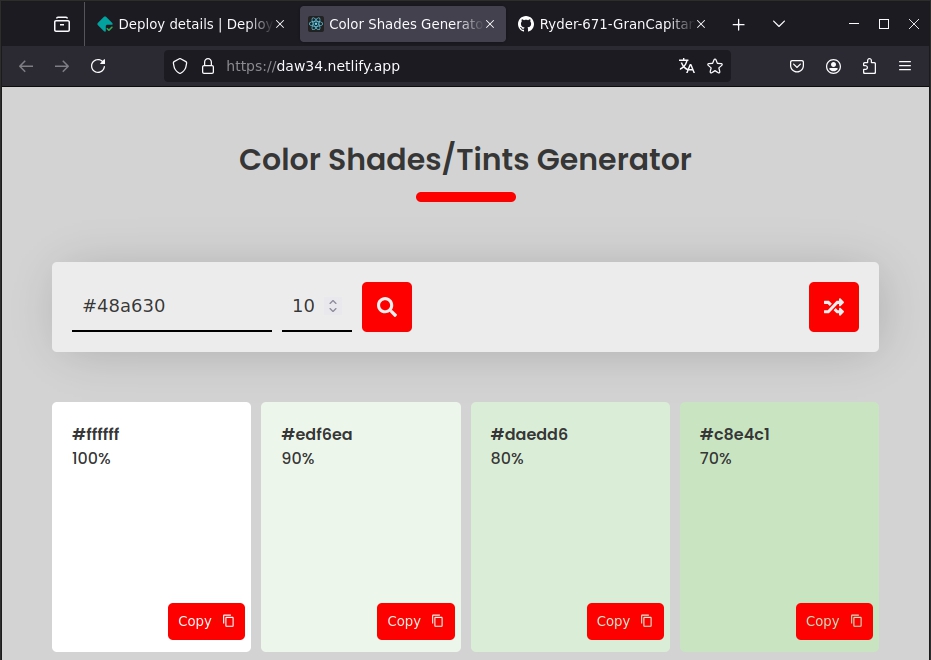 Deploy details | Deploy
Color Shades Generato
Ryder-671-GranCapitan
https://daw34.netlify.app
Color Shades/Tints Generator
#48a630
10
#ffffff
100%
#edf6ea
90%
#daedd6
80%
#c8e4c1
70%
Copy
Copy
Copy
Copy